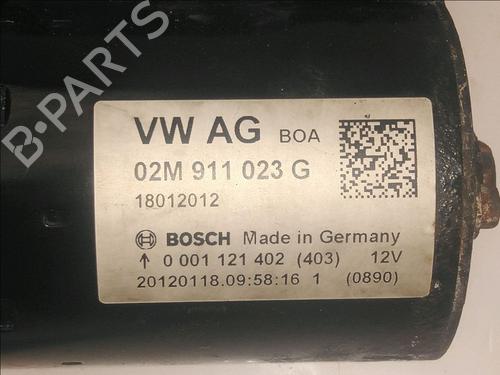 B-PARTS
VW AG BOA
02M 911 023 G
18012012
BOSCH Made in Germany
↑ 0 001 121 402 (403) 12V
20120118.09:58:16 1 (0890)